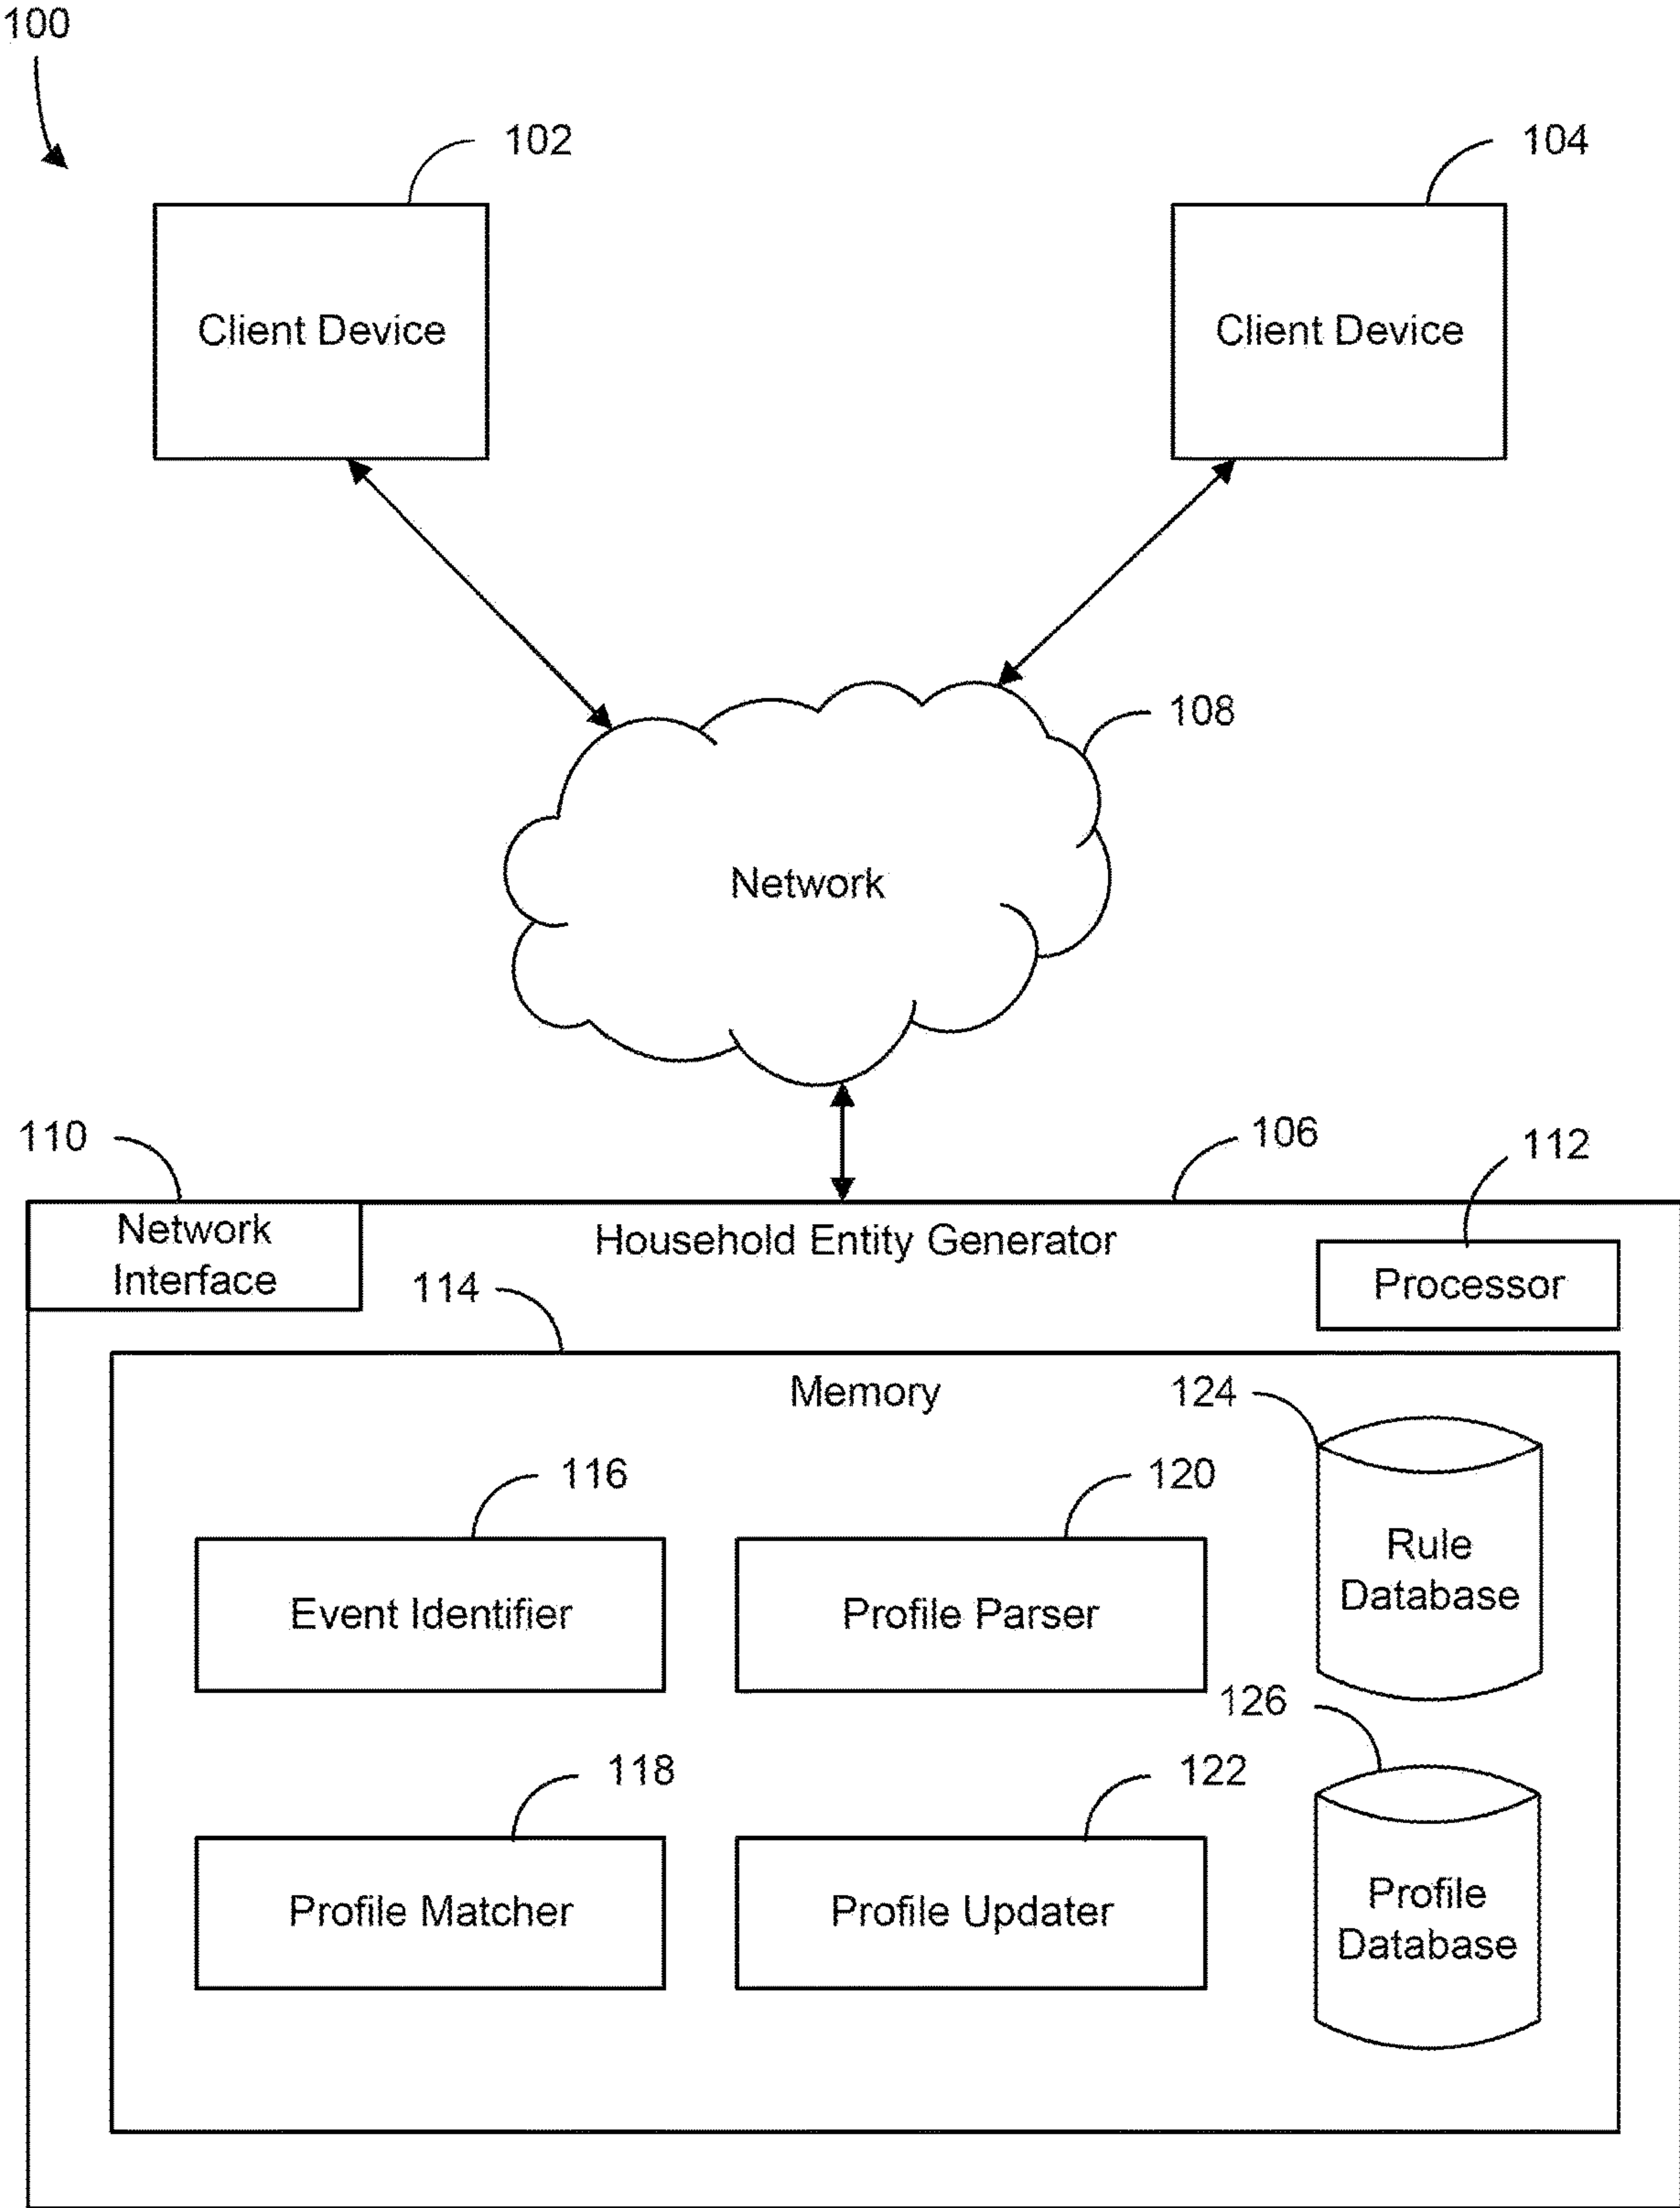 100
102
104
Client Device
Client Device
108
Network
110
106
112
Network
Interface
Household Entity Generator
Processor
114
Memory
124
116
120
Rule
Database
Event Identifier
Profile Parser
126
118
122
Profile
Database
Profile Matcher
Profile Updater